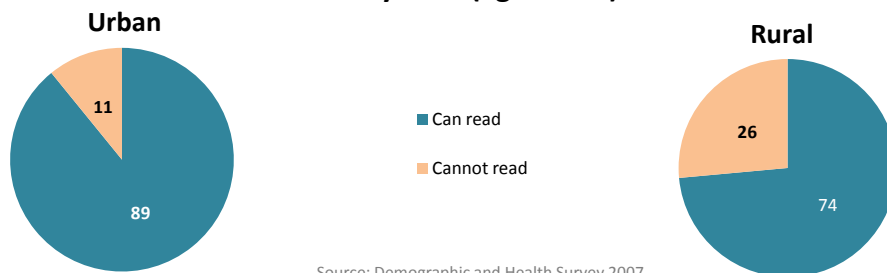 Urban
Rural
11
89
Can read
Cannot read
26
74
Source: Demographic and Health Survey 2007